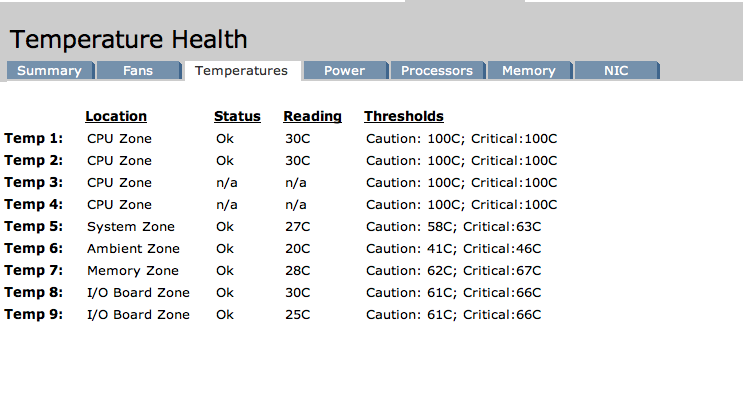 Temperature Health
Summary Fans Temperatures Power Processors Memory NIC
Location Status Reading Thresholds
Temp 1: CPU Zone Ok 30C Caution: 100C; Critical:100C
Temp 2: CPU Zone Ok 30C Caution: 100C; Critical:100C
Temp 3: CPU Zone n/a n/a Caution: 100C; Critical:100C
Temp 4: CPU Zone n/a n/a Caution: 100C; Critical:100C
Temp 5: System Zone Ok 27C Caution: 58C; Critical:63C
Temp 6: Ambient Zone Ok 20C Caution: 41C; Critical:46C
Temp 7: Memory Zone Ok 28C Caution: 62C; Critical:67C
Temp 8: I/O Board Zone Ok 30C Caution: 61C; Critical:66C
Temp 9: I/O Board Zone Ok 25C Caution: 61C; Critical:66C